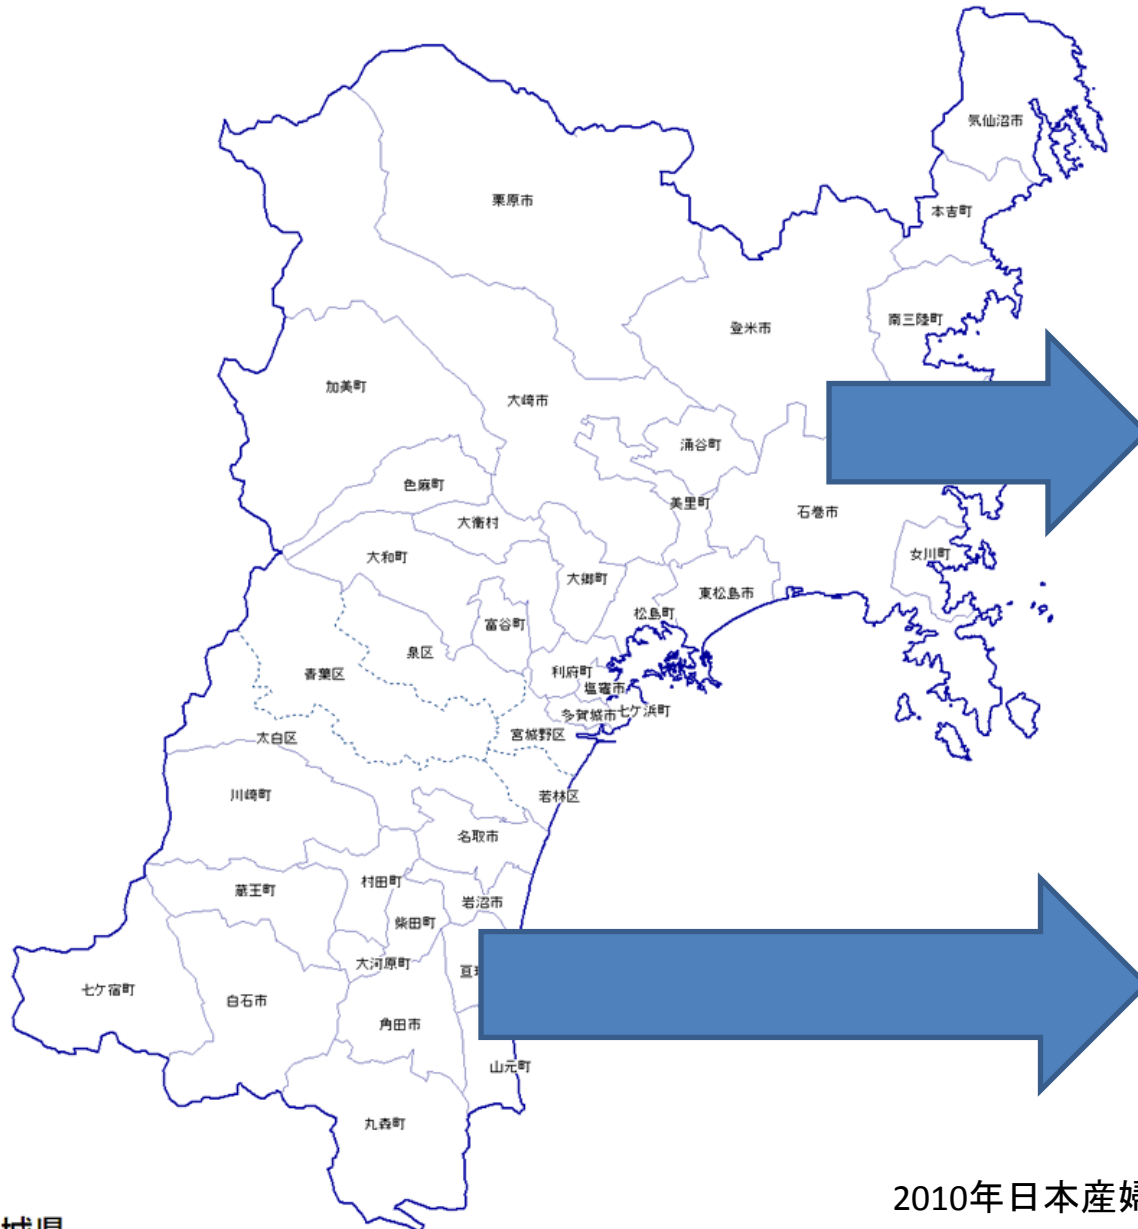 気仙沼市
栗原市
本吉町
南三陸町
登米市
加美町
大崎市
涌谷町
色麻町
美里町
石巻市
大衡村
女川町
大和町
大郷町
東松島市
松島町
富谷町
泉区
利府町
青葉区
塩竈市
七ケ浜町
多賀城市
宮城野区
太白区
川崎町
若林区
名取市
村田町
蔵王町
岩沼市
柴田町
大河原町
亘
七ケ宿町
白石市
角田市
山元町
丸森町
2010年日本産婦
城県